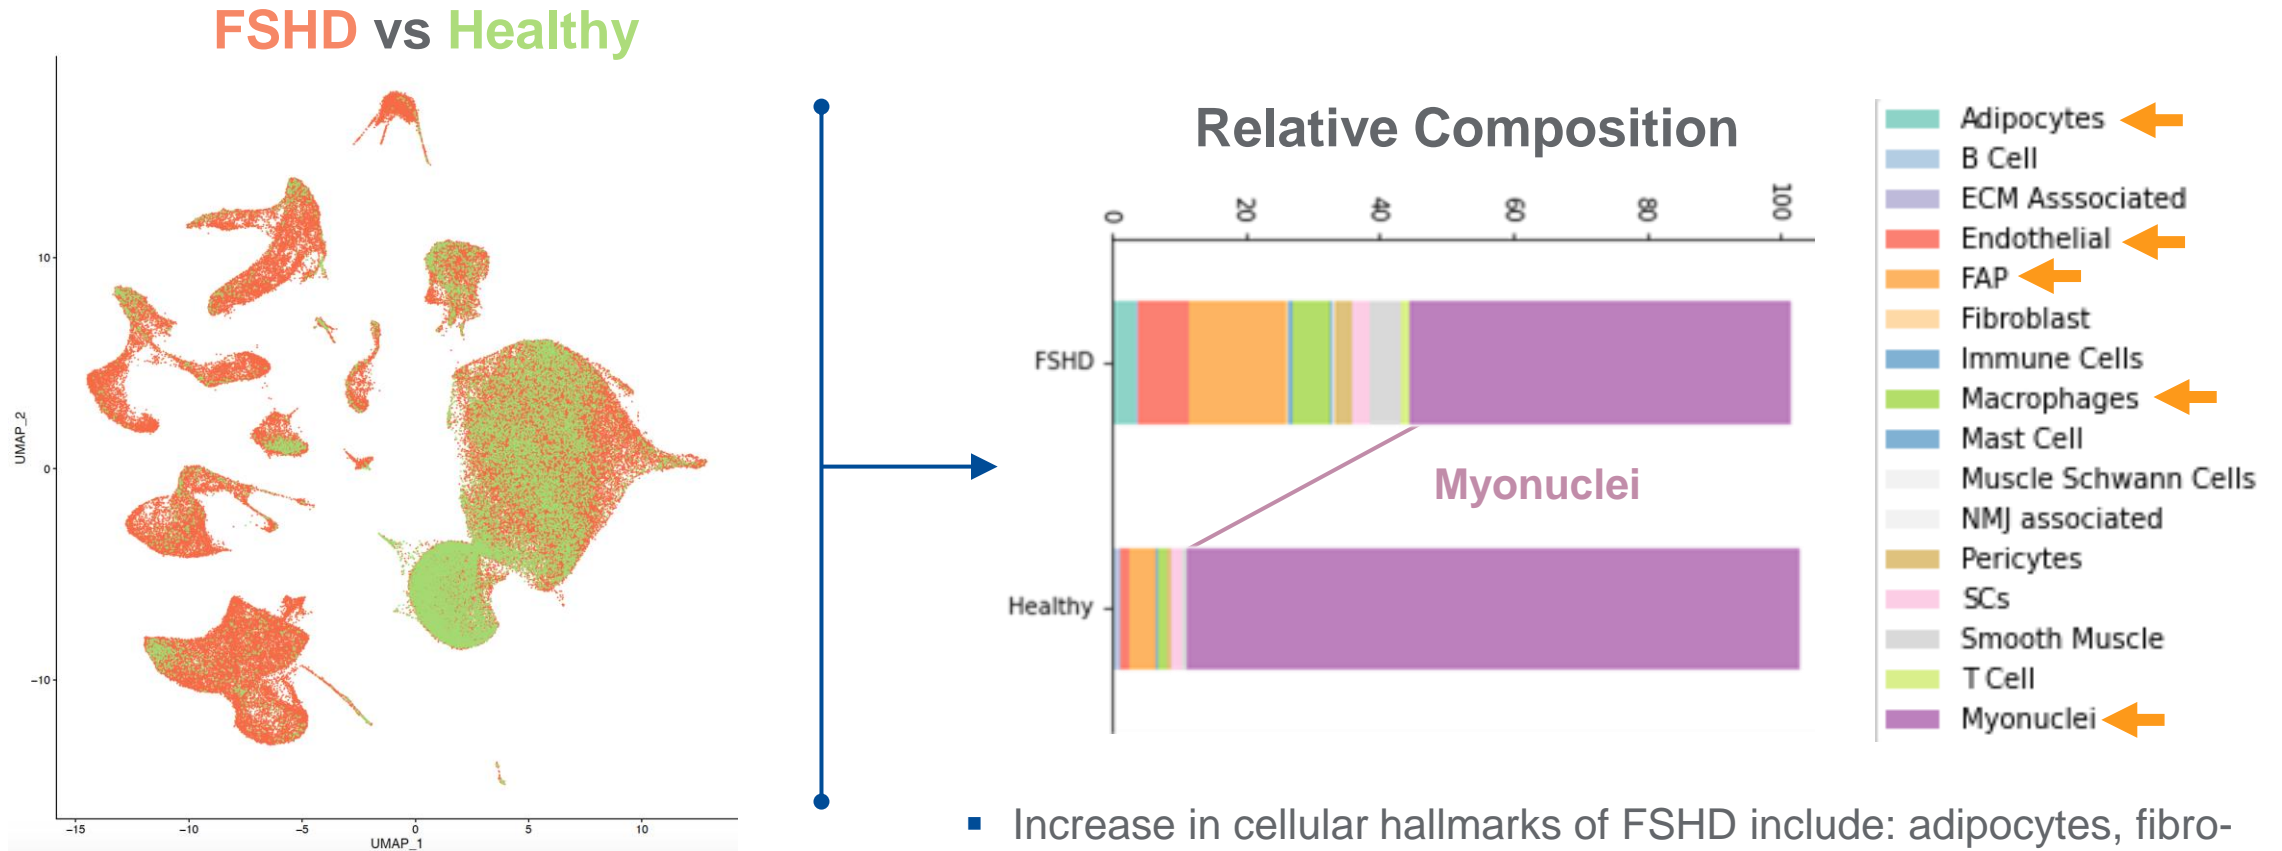 FSHD vs Healthy
10
0
−10
UMAP_2
−15
−10
−5
0
5
10
UMAP_1
Relative Composition
0
20
40
60
80
100
FSHD
Myonuclei
Healthy
Adipocytes
B Cell
ECM Asssociated
Endothelial
FAP
Fibroblast
Immune Cells
Macrophages
Mast Cell
Muscle Schwann Cells
NMJ associated
Pericytes
SCs
Smooth Muscle
T Cell
Myonuclei
▪ Increase in cellular hallmarks of FSHD include: adipocytes, fibro-